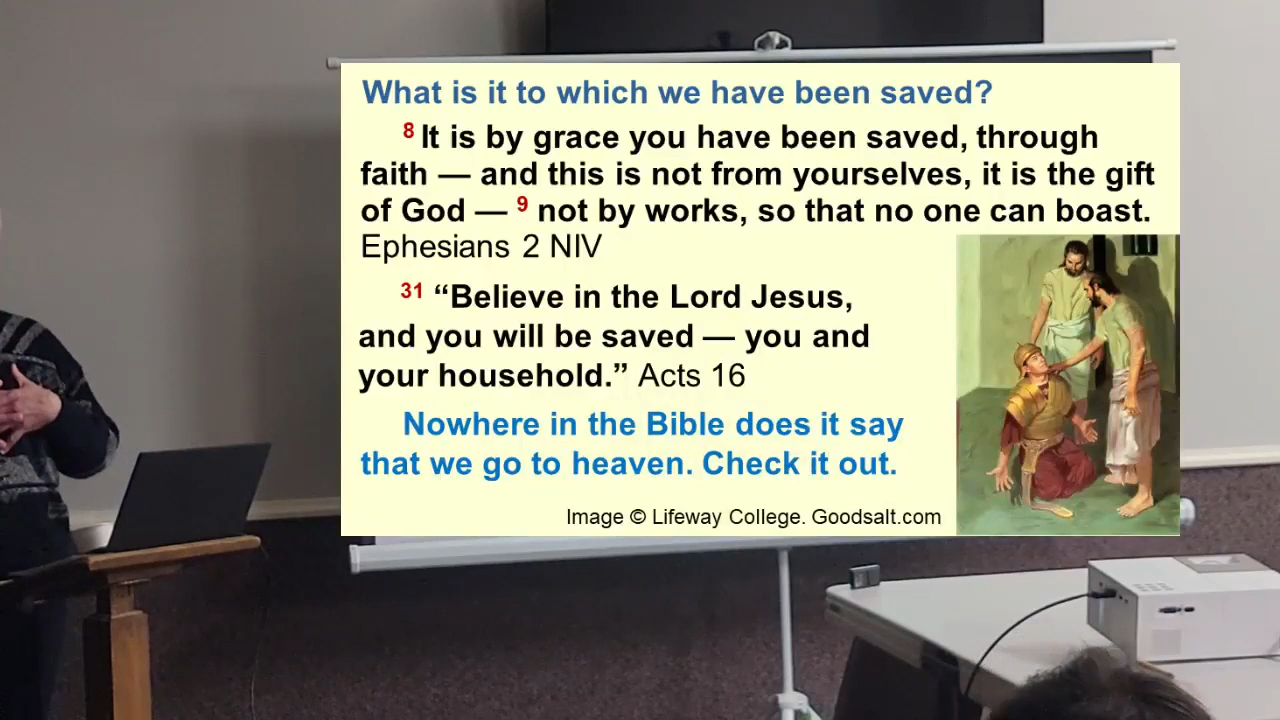 What is it to which we have been saved?
8 It is by grace you have been saved, through
faith — and this is not from yourselves, it is the gift
of God — 9 not by works, so that no one can boast.
Ephesians 2 NIV
31 “Believe in the Lord Jesus,
and you will be saved — you and
your household.” Acts 16
Nowhere in the Bible does it say
that we go to heaven. Check it out.
Image © Lifeway College. Goodsalt.com